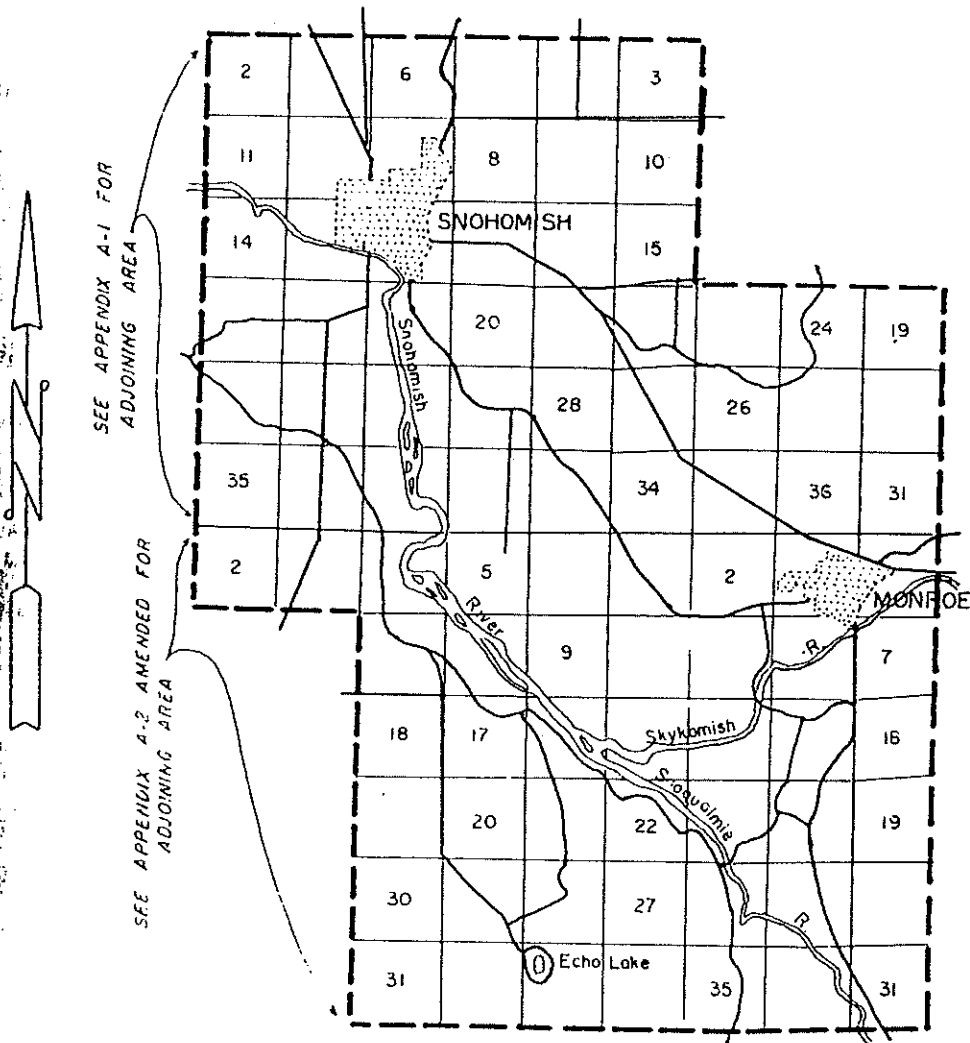 2
6
3
11
8
10
SNOHOMISH
14
15
SEE APPENDIX A-1 FOR
ADJOINING AREA
Snohomish
20
24
19
28
26
35
34
36
31
2
5
2
MONROE
River
9
R.
7
SEE APPENDIX A-2 AMENDED FOR
ADJOINING AREA
18
17
Skykomish
16
Snoqualmie
20
22
19
30
27
R.
31
Echo Lake
35
31